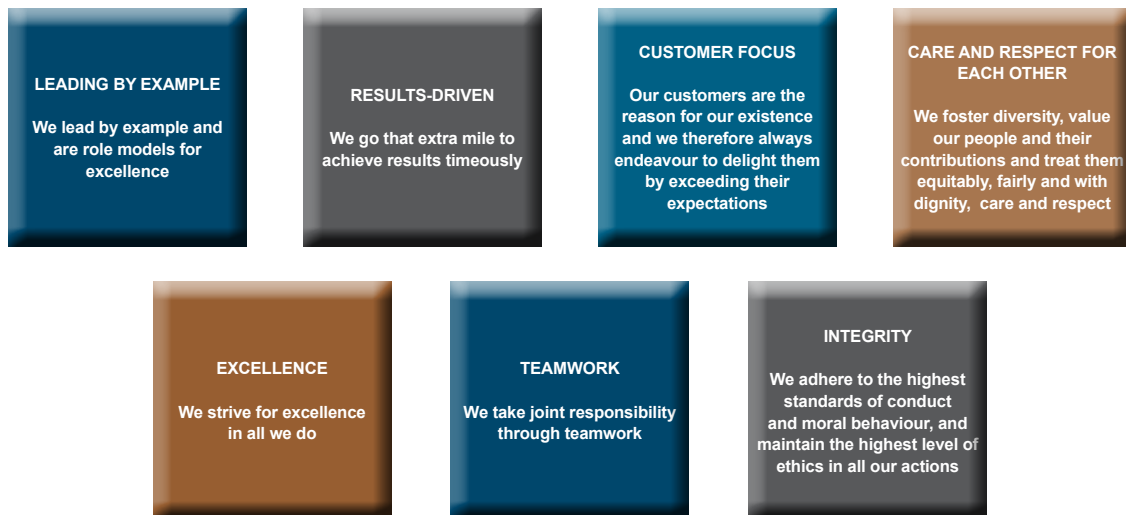 LEADING BY EXAMPLE
We lead by example and
are role models for
excellence
RESULTS-DRIVEN
We go that extra mile to
achieve results timeously
CUSTOMER FOCUS
Our customers are the
reason for our existence
and we therefore always
endeavour to delight them
by exceeding their
expectations
CARE AND RESPECT FOR
EACH OTHER
We foster diversity, value
our people and their
contributions and treat them
equitably, fairly and with
dignity,  care and respect
EXCELLENCE
We strive for excellence
in all we do
TEAMWORK
We take joint responsibility
through teamwork
INTEGRITY
We adhere to the highest
standards of conduct
and moral behaviour, and
maintain the highest level of
ethics in all our actions